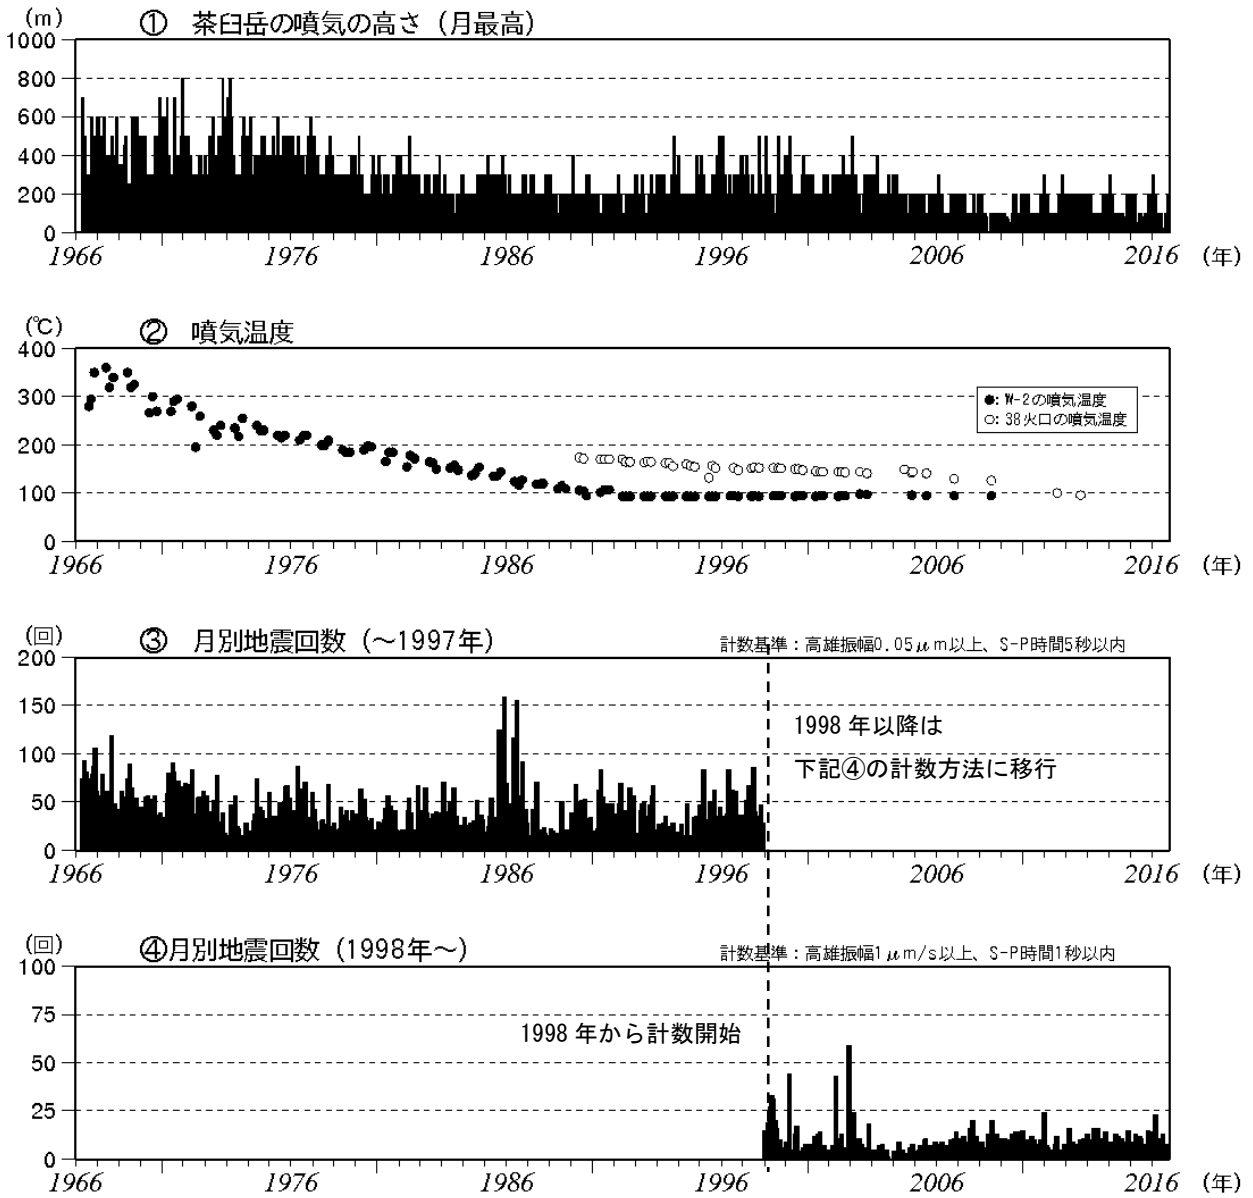 (m)
① 茶臼岳の噴気の高さ（月最高）
1000
800
600
400
200
0
1966 1976 1986 1996 2006 2016 (年)
(℃)
② 噴気温度
400
300
200
100
0
●: W-2の噴気温度
○: 38火口の噴気温度
1966 1976 1986 1996 2006 2016 (年)
(回)
③ 月別地震回数（～1997年）
計数基準：高雄振幅0.05μm以上、S-P時間5秒以内
200
150
100
50
0
1998 年以降は
下記④の計数方法に移行
1966 1976 1986 1996 2006 2016 (年)
(回)
④月別地震回数（1998年～）
計数基準：高雄振幅1μm/s以上、S-P時間1秒以内
100
75
50
25
0
1998 年から計数開始
1966 1976 1986 1996 2006 2016 (年)